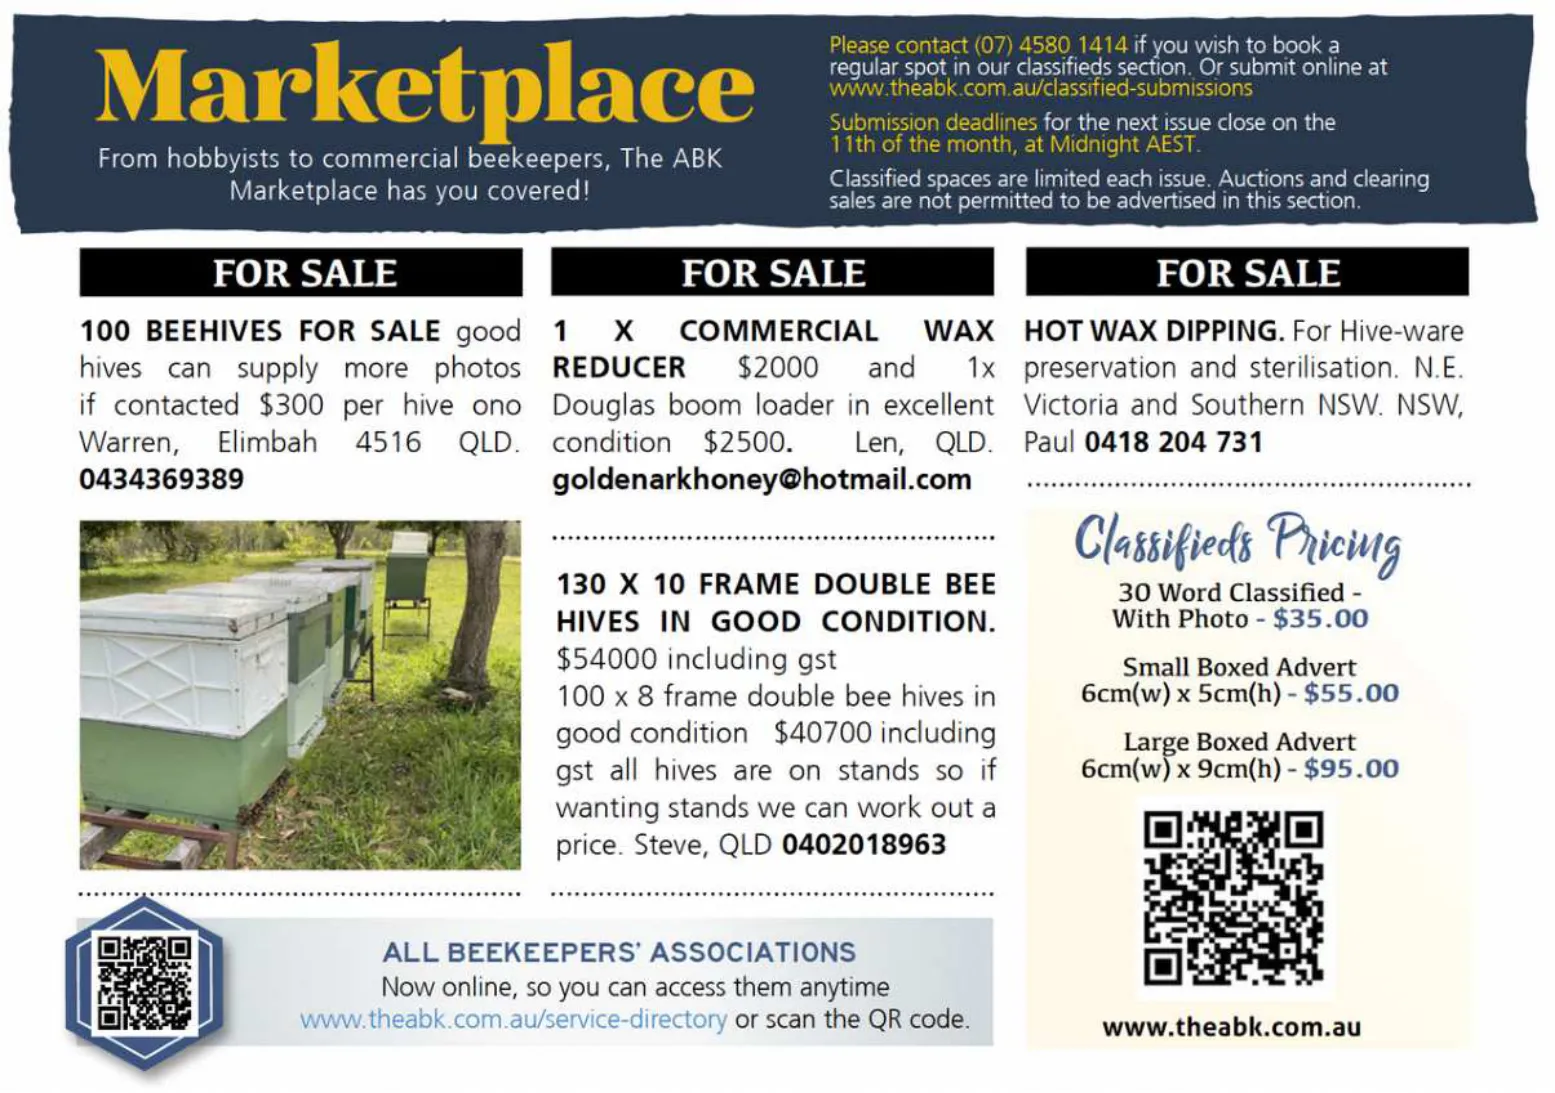 Marketplace
From hobbyists to commercial beekeepers, The ABK
Marketplace has you covered!
Please contact (07) 4580 1414 if you wish to book a
regular spot in our classifieds section. Or submit online at
www.theabk.com.au/classified-submissions
Submission deadlines for the next issue close on the
11th of the month, at Midnight AEST.
Classified spaces are limited each issue. Auctions and clearing
sales are not permitted to be advertised in this section.
FOR SALE
100 BEEHIVES FOR SALE good
hives can supply more photos
if contacted $300 per hive ono
Warren, Elimbah 4516 QLD.
0434369389
FOR SALE
1 X COMMERCIAL WAX
REDUCER $2000 and 1x
Douglas boom loader in excellent
condition $2500. Len, QLD.
goldenarkhoney@hotmail.com
130 X 10 FRAME DOUBLE BEE
HIVES IN GOOD CONDITION.
$54000 including gst
100 x 8 frame double bee hives in
good condition $40700 including
gst all hives are on stands so if
wanting stands we can work out a
price. Steve, QLD 0402018963
FOR SALE
HOT WAX DIPPING. For Hive-ware
preservation and sterilisation. N.E.
Victoria and Southern NSW. NSW,
Paul 0418 204 731
Classifieds Pricing
30 Word Classified -
With Photo - $35.00
Small Boxed Advert
6cm(w) x 5cm(h) - $55.00
Large Boxed Advert
6cm(w) x 9cm(h) - $95.00
www.theabk.com.au
ALL BEEKEEPERS' ASSOCIATIONS
Now online, so you can access them anytime
www.theabk.com.au/service-directory or scan the QR code.